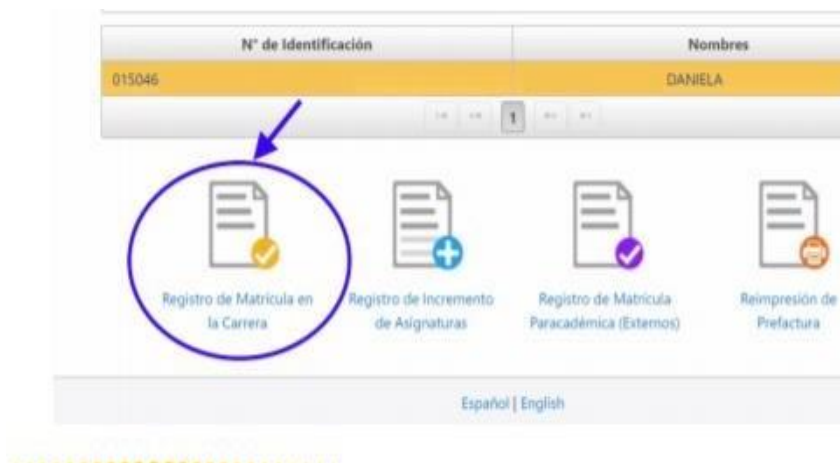 N° de Identificación Nombres
015046 DANIELA
1
Registro de Matrícula en
la Carrera
Registro de Incremento
de Asignaturas
Registro de Matrícula
Paracadémica (Externos)
Reimpresión de
Prefactura
Español | English